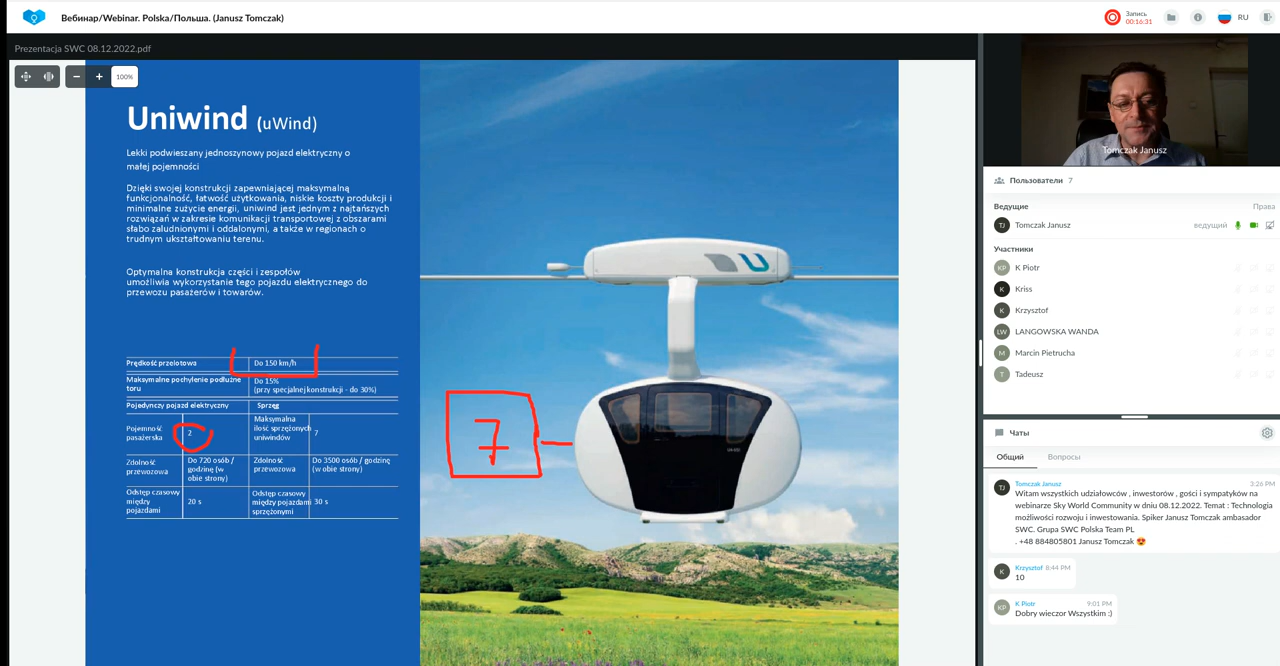 Вебинар/Webinar. Polska/Польша. (Janusz Tomczak)
Запись
00:16:31
RU
Prezentacja SWC 08.12.2022.pdf
100%
Uniwind (uWind)
Lekki podwieszany jednoszynowy pojazd elektryczny o
małej pojemności
Dzięki swojej konstrukcji zapewniającej maksymalną
funkcjonalność, łatwość użytkowania, niskie koszty produkcji i
minimalne zużycie energii, uniwind jest jednym z najtańszych
rozwiązań w zakresie komunikacji transportowej z obszarami
słabo zaludnionymi i oddalonymi, a także w regionach o
trudnym ukształtowaniu terenu.
Optymalna konstrukcja części i zespołów
umożliwia wykorzystanie tego pojazdu elektrycznego do
przewozu pasażerów i towarów.
Prędkość przelotowa Do 150 km/h
Maksymalne pochylenie podłużne
toru
Do 15%
(przy specjalnej konstrukcji - do 30%)
Pojedynczy pojazd elektryczny Sprzęg
Pojemność
pasażerska
2
Maksymalna
ilość sprzężonych
uniwindów
7
Zdolność
przewozowa
Do 720 osób /
godzinę (w
obie strony)
Zdolność
przewozowa
Do 3500 osób / godzinę
(w obie strony)
Odstęp czasowy
między
pojazdami
20 s
Odstęp czasowy
między pojazdami
sprzężonymi
30 s
7
Tomczak Janusz
Пользователи 7
Ведущие Права
TJ Tomczak Janusz ведущий
Участники
KP K Piotr
K Kriss
K Krzysztof
LW LANGOWSKA WANDA
M Marcin Pietrucha
T Tadeusz
Чаты
Общий Вопросы
TJ Tomczak Janusz 3:26 PM
Witam wszystkich udziałowców , inwestorów , gości i sympatyków na
webinarze Sky World Community w dniu 08.12.2022. Temat : Technologia
możliwości rozwoju i inwestowania. Spiker Janusz Tomczak ambasador
SWC. Grupa SWC Polska Team PL
. +48 884805801 Janusz Tomczak 😍
K Krzysztof 8:44 PM
10
KP K Piotr 9:01 PM
Dobry wieczor Wszystkim :)